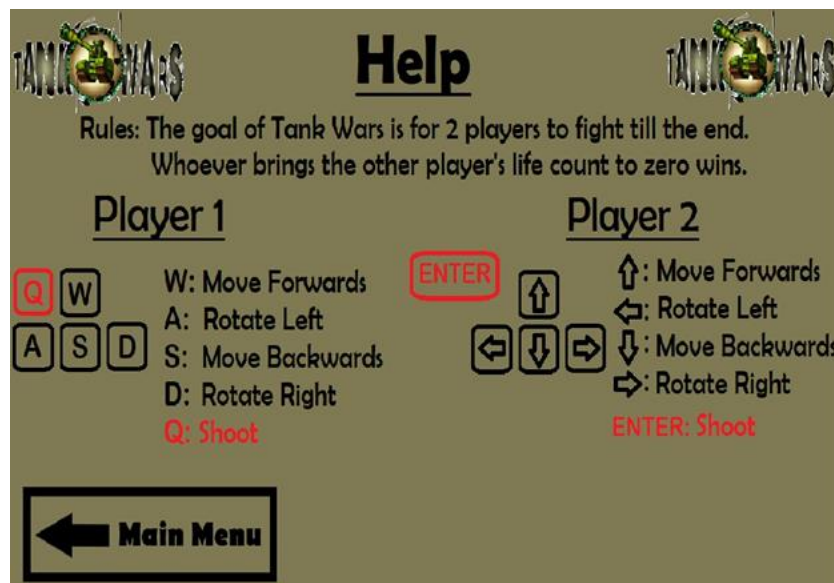 TANK WARS
Help
TANK WARS
Rules: The goal of Tank Wars is for 2 players to fight till the end.
Whoever brings the other player's life count to zero wins.
Player 1
Q W
A S D
W: Move Forwards
A: Rotate Left
S: Move Backwards
D: Rotate Right
Q: Shoot
Player 2
ENTER
⇧
⇦ ⇩ ⇨
⇧: Move Forwards
⇦: Rotate Left
⇩: Move Backwards
⇨: Rotate Right
ENTER: Shoot
Main Menu